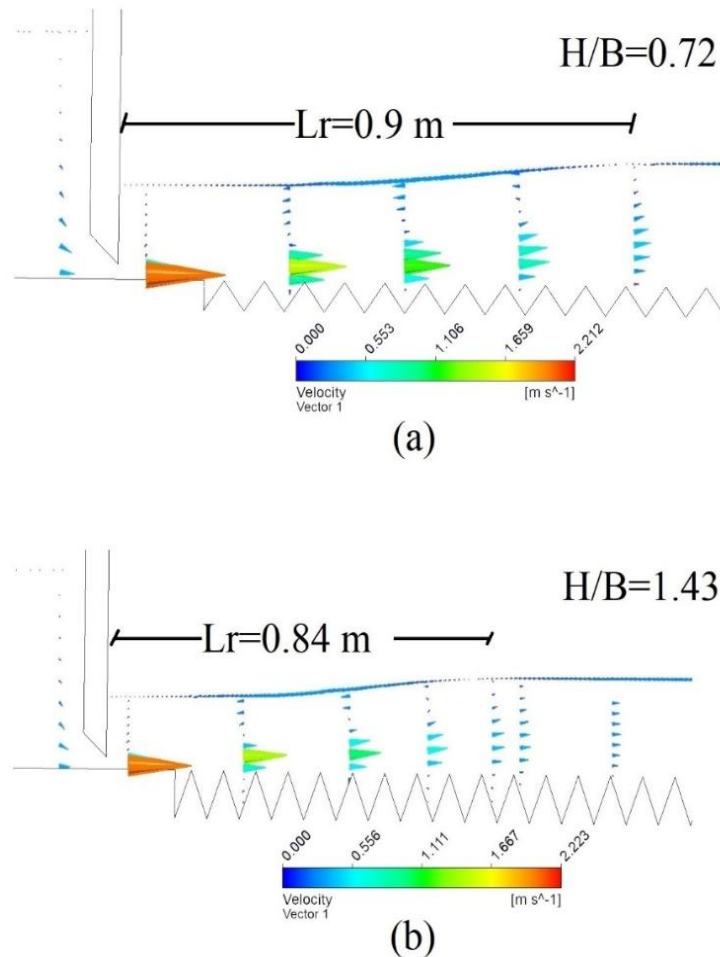 H/B=0.72
Lr=0.9 m
0.000
0.553
1.106
1.659
2.212
Velocity
Vector 1
[m s^-1]
(a)
H/B=1.43
Lr=0.84 m
0.000
0.556
1.111
1.667
2.223
Velocity
Vector 1
[m s^-1]
(b)